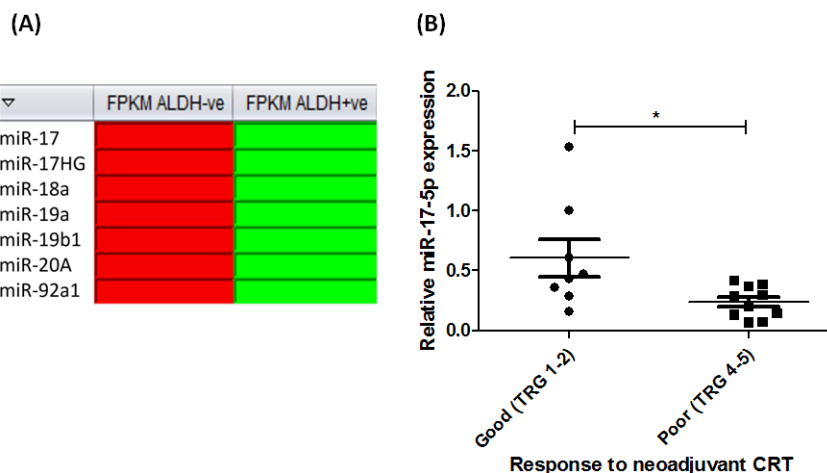 (A)
FPKM ALDH-ve FPKM ALDH+ve
miR-17
miR-17HG
miR-18a
miR-19a
miR-19b1
miR-20A
miR-92a1
(B)
Relative miR-17-5p expression
2.0
1.5
1.0
0.5
0.0
*
Good (TRG 1-2)
Poor (TRG 4-5)
Response to neoadjuvant CRT